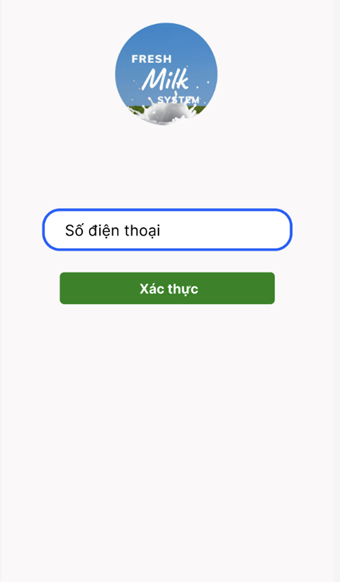 FRESH
Milk
SYSTEM
Số điện thoại
Xác thực